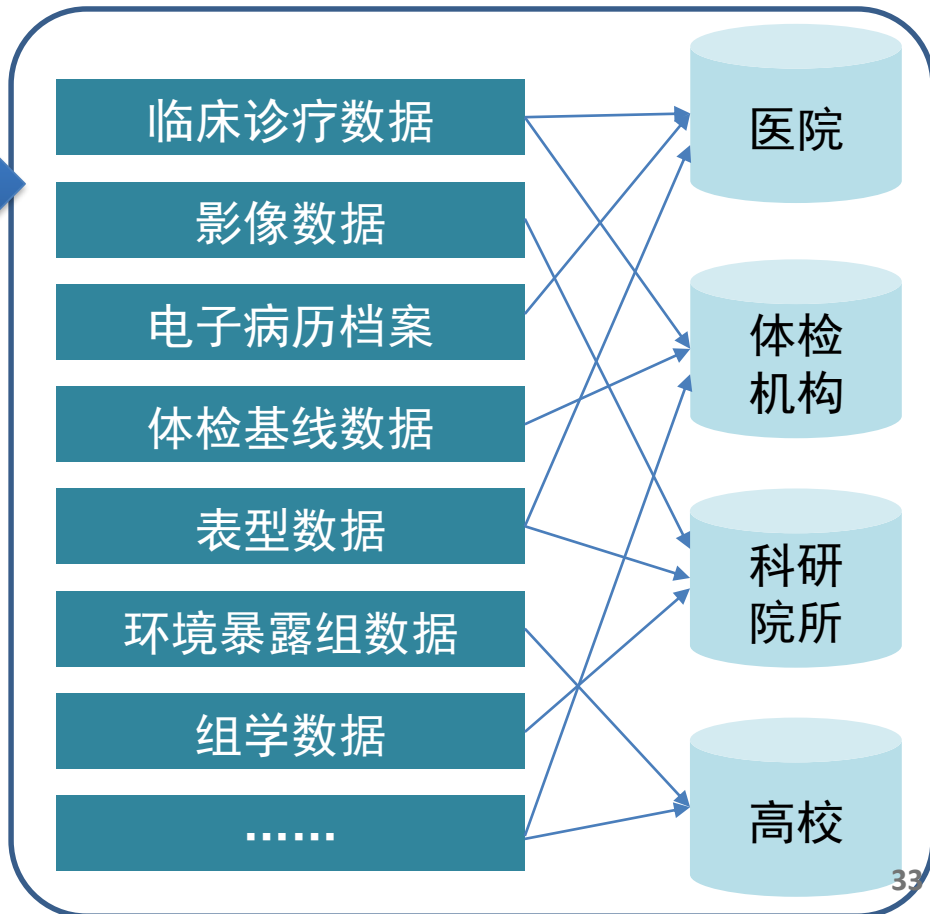 临床诊疗数据
影像数据
电子病历档案
体检基线数据
表型数据
环境暴露组数据
组学数据
……
医院
体检
机构
科研
院所
高校
33